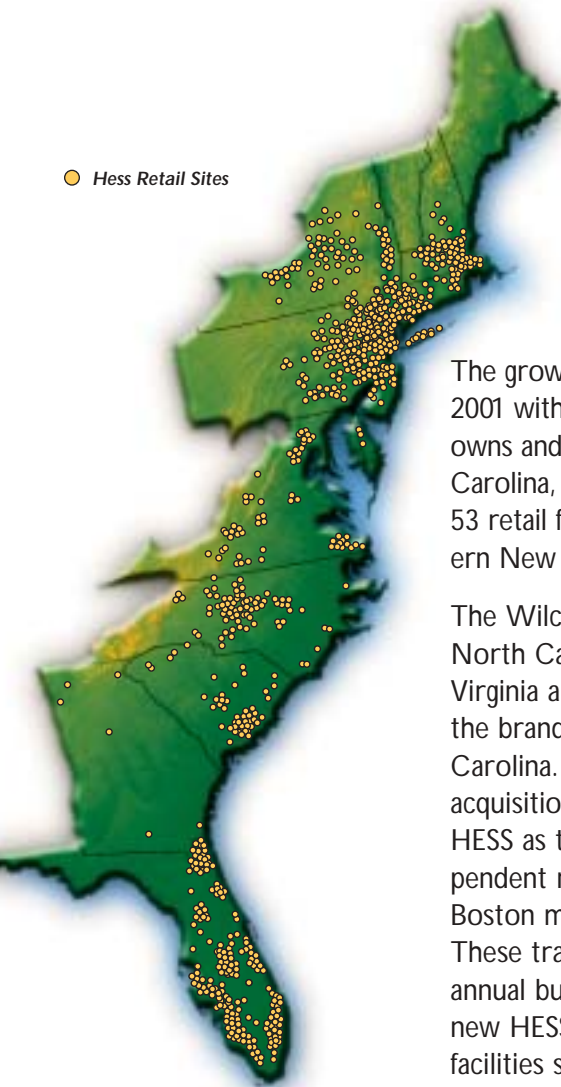 Hess Retail Sites
The grow
2001 with
owns and
Carolina,
53 retail f
ern New
The Wilc
North Ca
Virginia a
the branc
Carolina.
acquisitio
HESS as t
pendent r
Boston m
These tra
annual bu
new HESS
facilities s